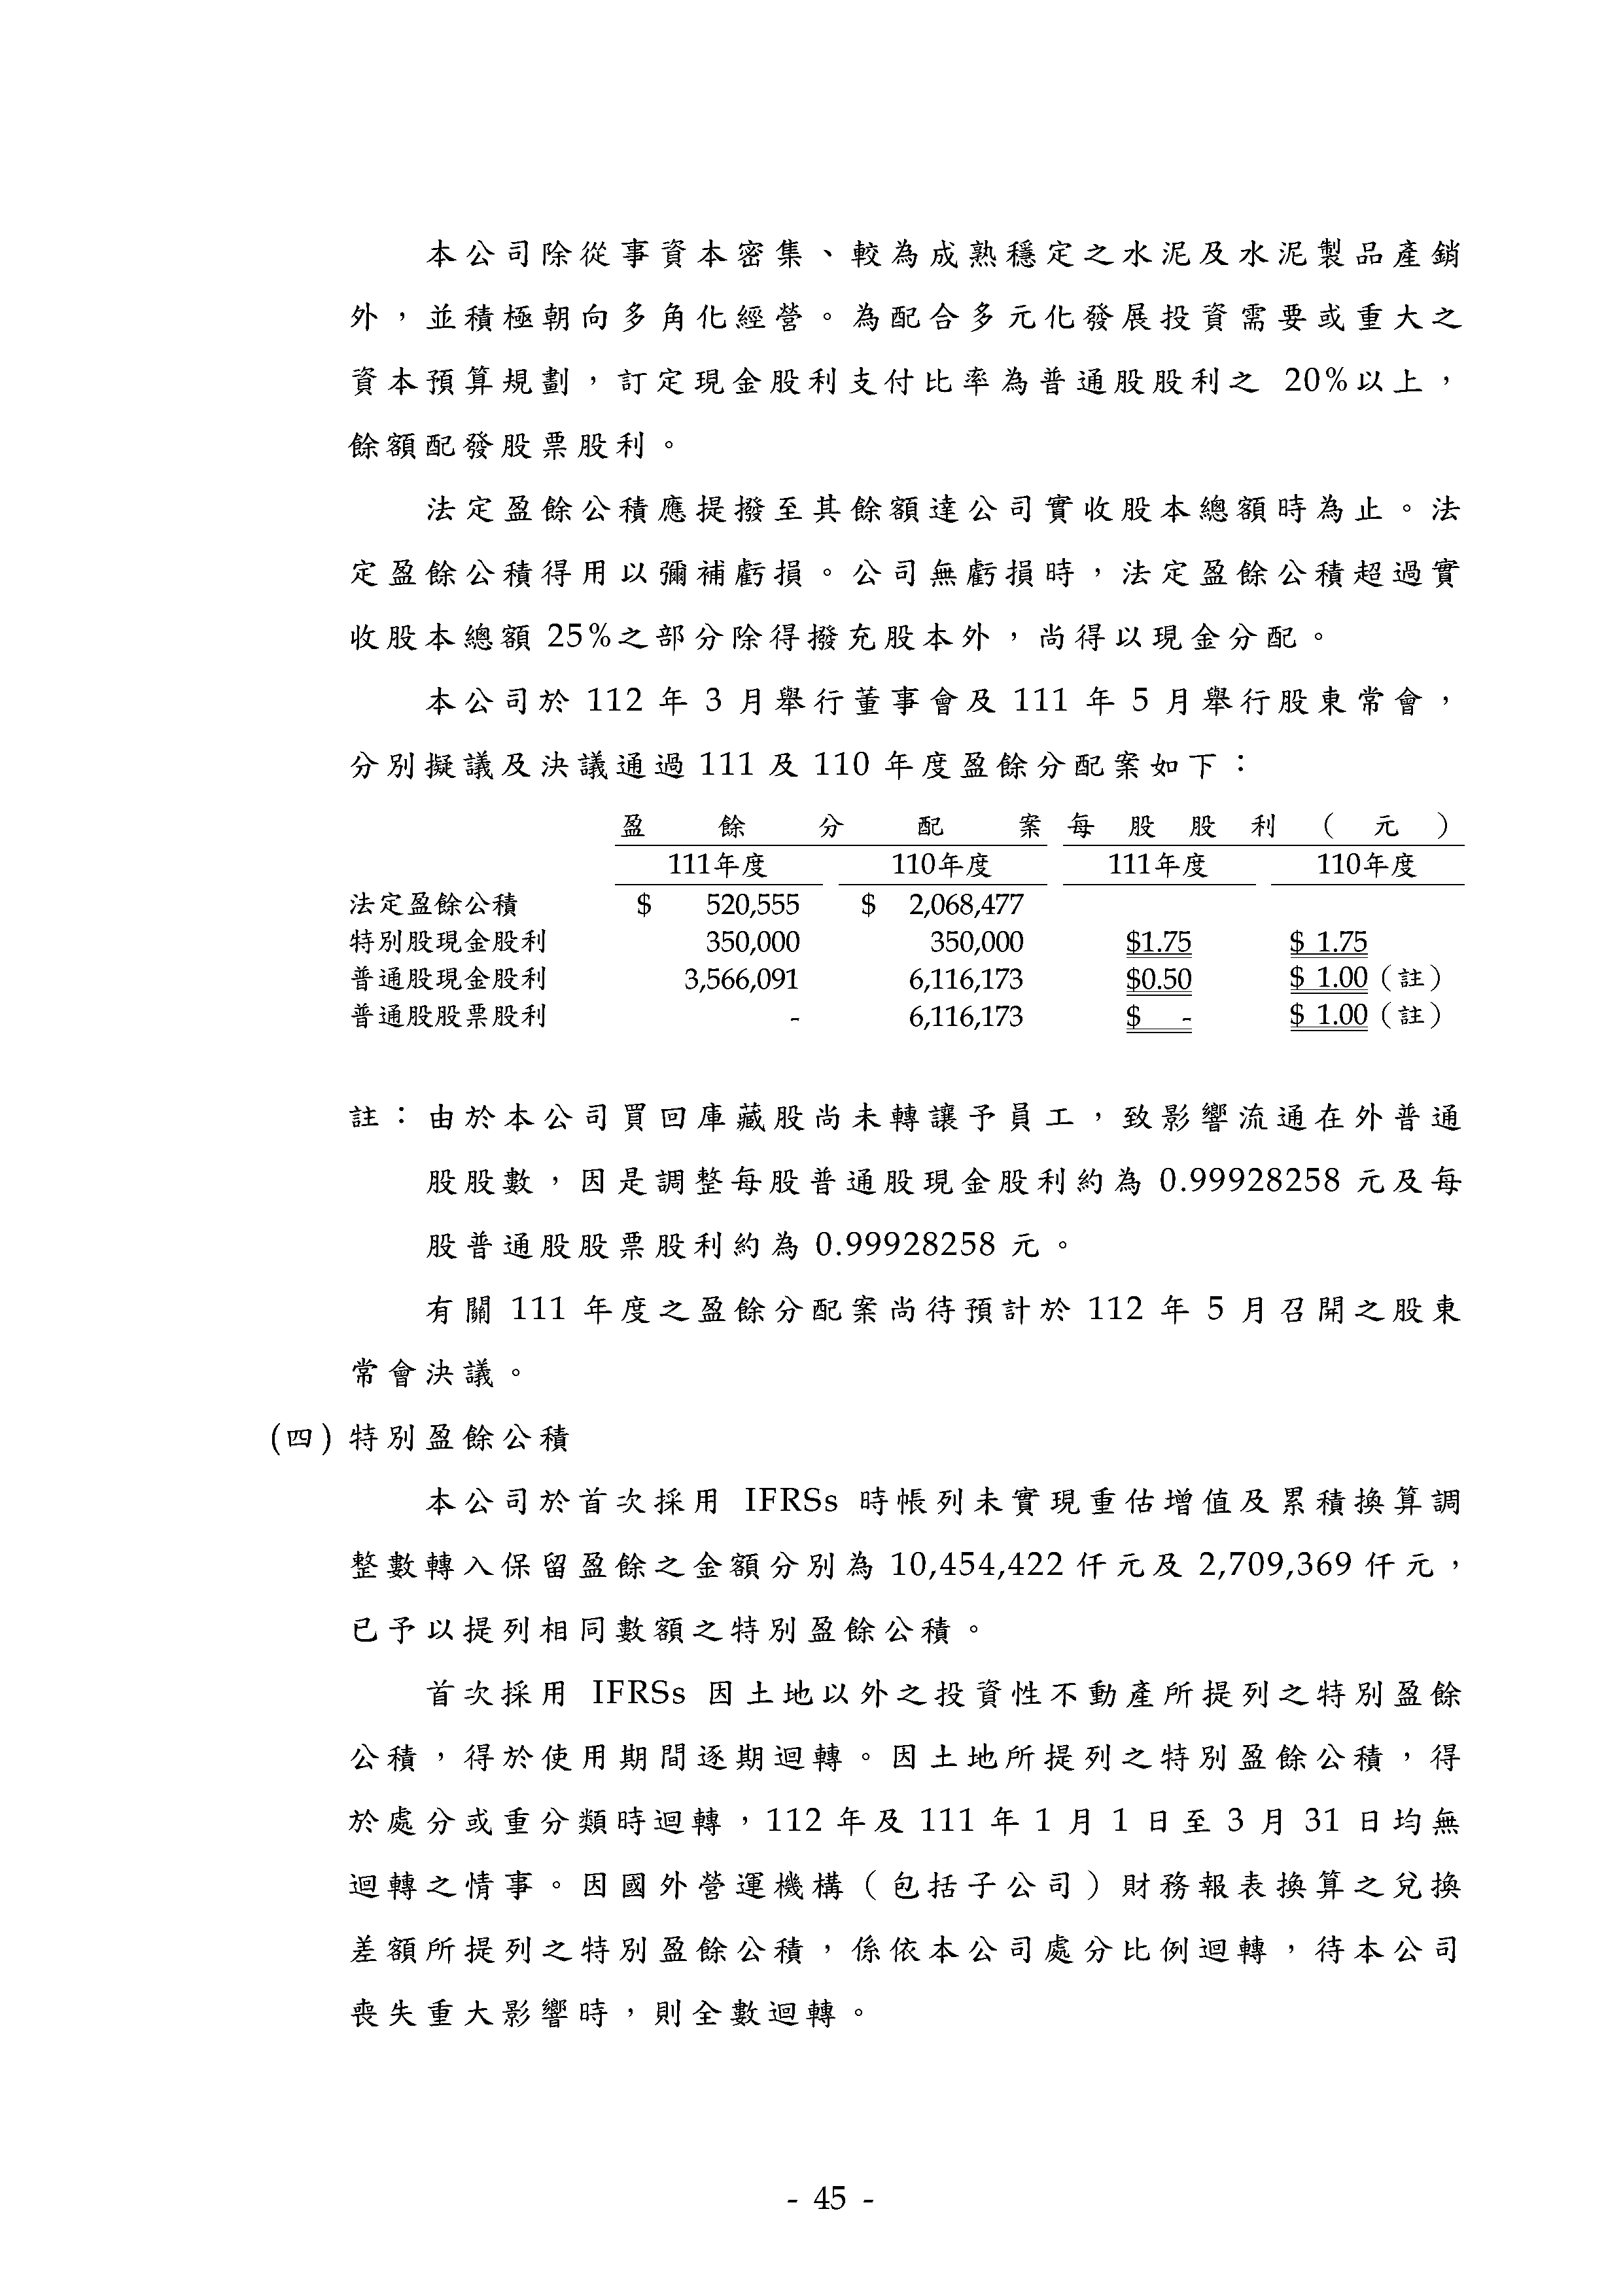 本公司除從事資本密集、較為成熟穩定之水泥及水泥製品產銷
外，並積極朝向多角化經營。為配合多元化發展投資需要或重大之
資本預算規劃，訂定現金股利支付比率為普通股股利之 20%以上，
餘額配發股票股利。
法定盈餘公積應提撥至其餘額達公司實收股本總額時為止。法
定盈餘公積得用以彌補虧損。公司無虧損時，法定盈餘公積超過實
收股本總額 25%之部分除得撥充股本外，尚得以現金分配。
本公司於 112 年 3 月舉行董事會及 111 年 5 月舉行股東常會，
分別擬議及決議通過 111 及 110 年度盈餘分配案如下：
盈餘分配案 每股股利（元）
111年度 110年度 111年度 110年度
法定盈餘公積 $ 520,555 $ 2,068,477
特別股現金股利 350,000 350,000 $1.75 $ 1.75
普通股現金股利 3,566,091 6,116,173 $0.50 $ 1.00（註）
普通股股票股利 - 6,116,173 $ - $ 1.00（註）
註：由於本公司買回庫藏股尚未轉讓予員工，致影響流通在外普通
股股數，因是調整每股普通股現金股利約為 0.99928258 元及每
股普通股股票股利約為 0.99928258 元。
有關 111 年度之盈餘分配案尚待預計於 112 年 5 月召開之股東
常會決議。
(四) 特別盈餘公積
本公司於首次採用 IFRSs 時帳列未實現重估增值及累積換算調
整數轉入保留盈餘之金額分別為 10,454,422 仟元及 2,709,369 仟元，
已予以提列相同數額之特別盈餘公積。
首次採用 IFRSs 因土地以外之投資性不動產所提列之特別盈餘
公積，得於使用期間逐期迴轉。因土地所提列之特別盈餘公積，得
於處分或重分類時迴轉，112 年及 111 年 1 月 1 日至 3 月 31 日均無
迴轉之情事。因國外營運機構（包括子公司）財務報表換算之兌換
差額所提列之特別盈餘公積，係依本公司處分比例迴轉，待本公司
喪失重大影響時，則全數迴轉。
- 45 -